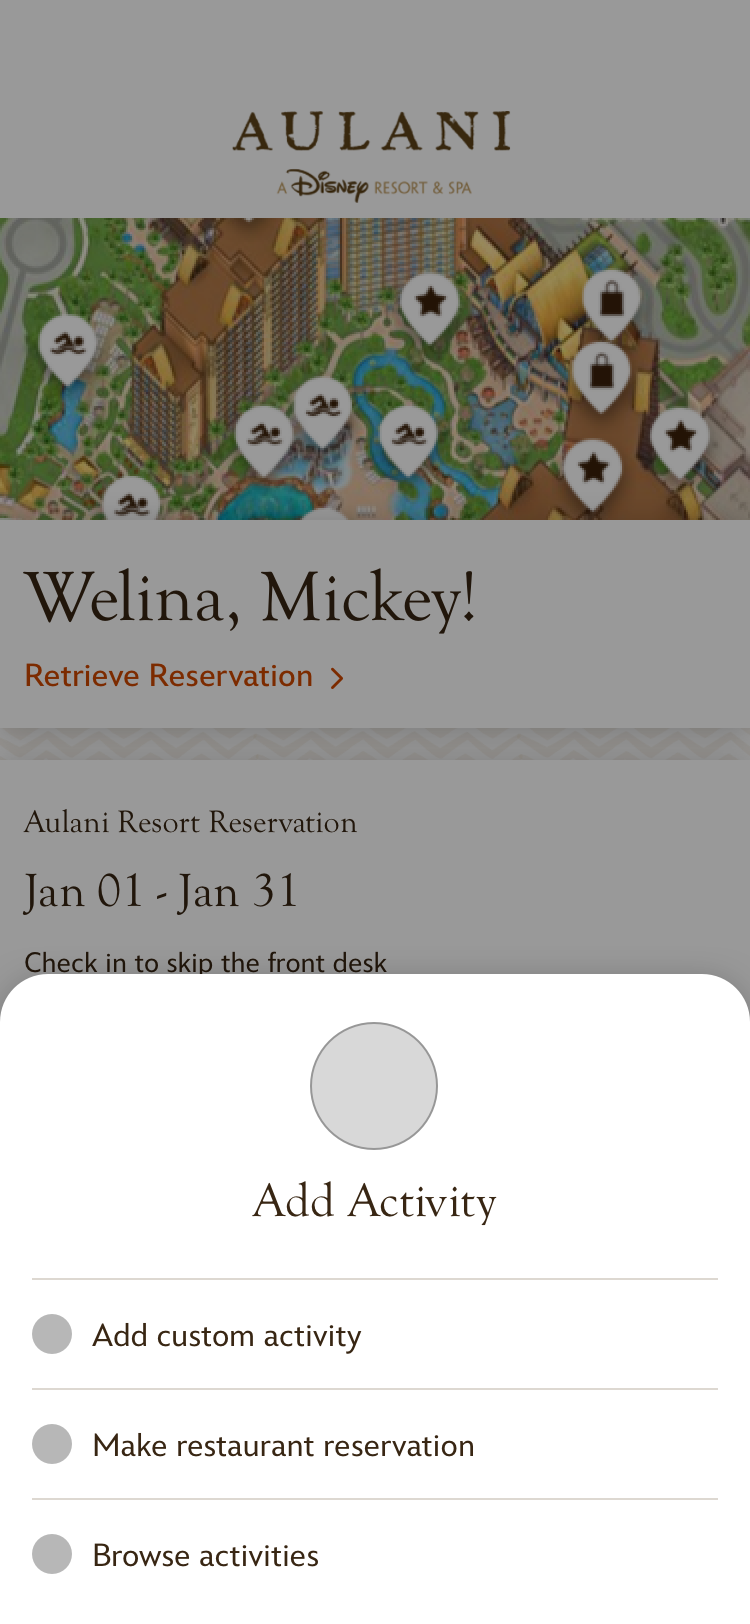 AULANI
A Disney RESORT & SPA
Welina, Mickey!
Retrieve Reservation
Aulani Resort Reservation
Jan 01 - Jan 31
Check in to skip the front desk
Add Activity
Add custom activity
Make restaurant reservation
Browse activities